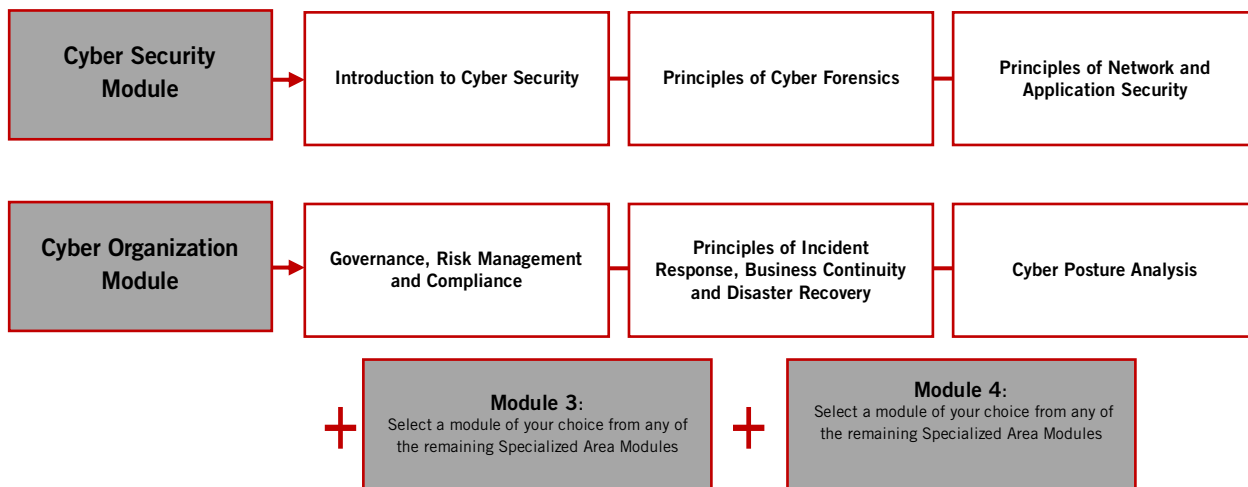 Cyber Security
Module
Introduction to Cyber Security
Principles of Cyber Forensics
Principles of Network and
Application Security
Cyber Organization
Module
Governance, Risk Management
and Compliance
Principles of Incident
Response, Business Continuity
and Disaster Recovery
Cyber Posture Analysis
+
Module 3:
Select a module of your choice from any of
the remaining Specialized Area Modules
+
Module 4:
Select a module of your choice from any of
the remaining Specialized Area Modules